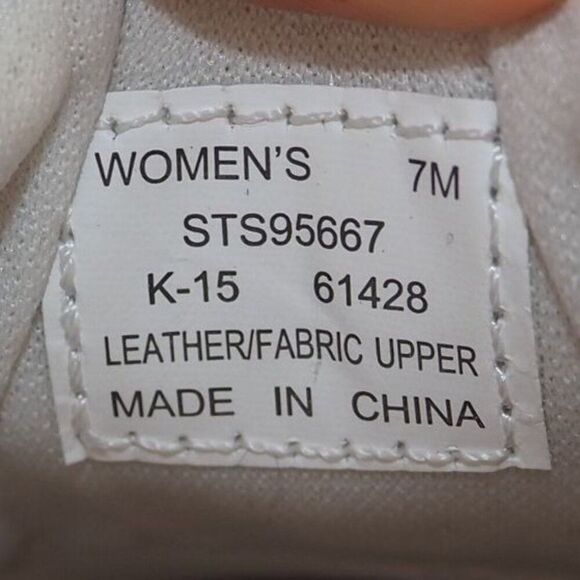 WOMEN'S 7M
STS95667
K-15 61428
LEATHER/FABRIC UPPER
MADE IN CHINA